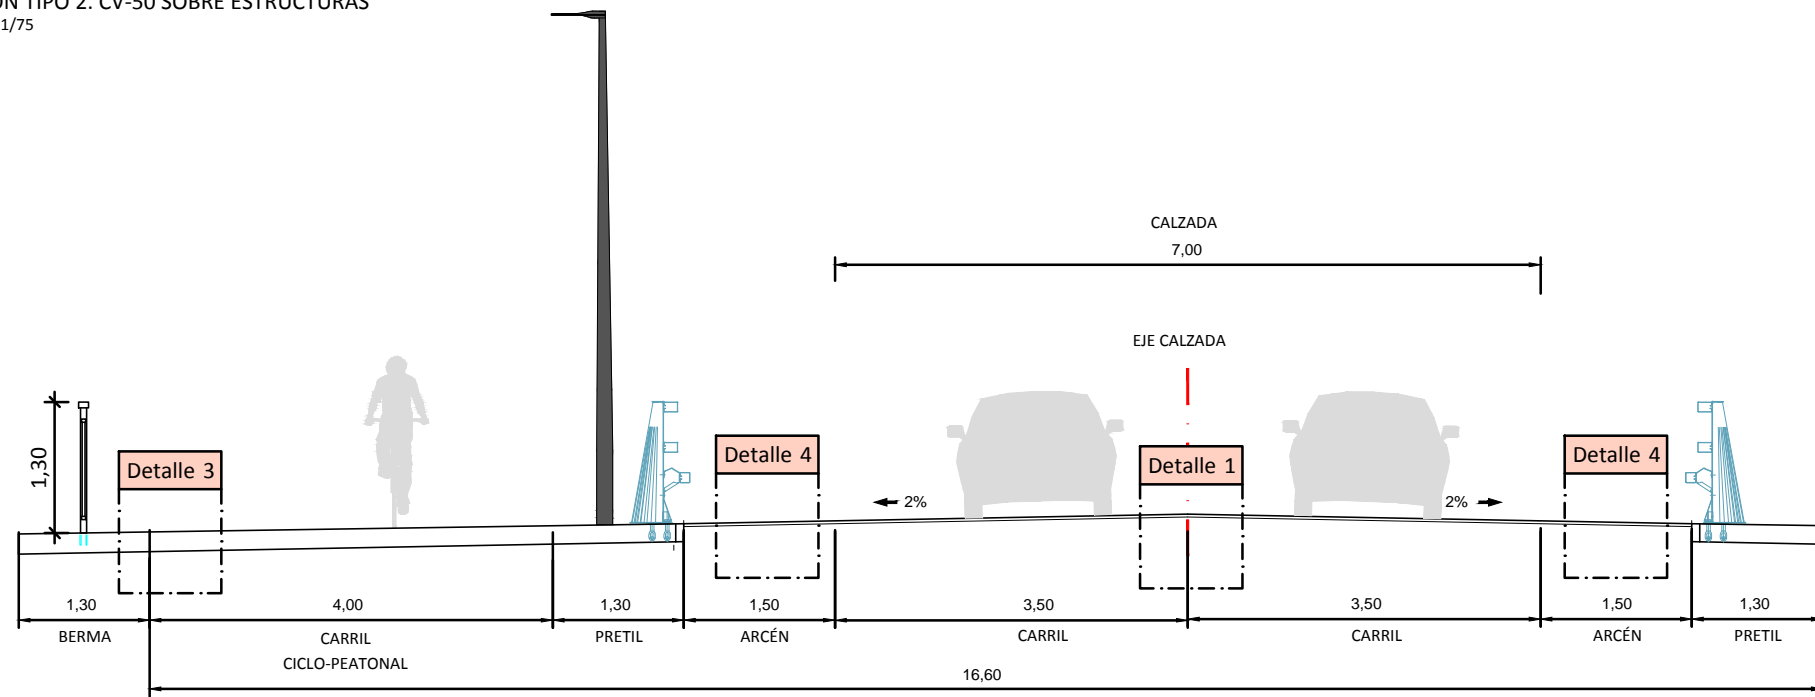 TIPO 2. CV-50 SOBRE ESTRUCTURAS
1/75
CALZADA
7,00
EJE CALZADA
1,30
Detalle 3
Detalle 4
Detalle 1
Detalle 4
2%
2%
1,30
4,00
1,30
1,50
3,50
3,50
1,50
1,30
BERMA
CARRIL
CICLO-PEATONAL
PRETIL
ARCÉN
CARRIL
CARRIL
ARCÉN
PRETIL
16,60